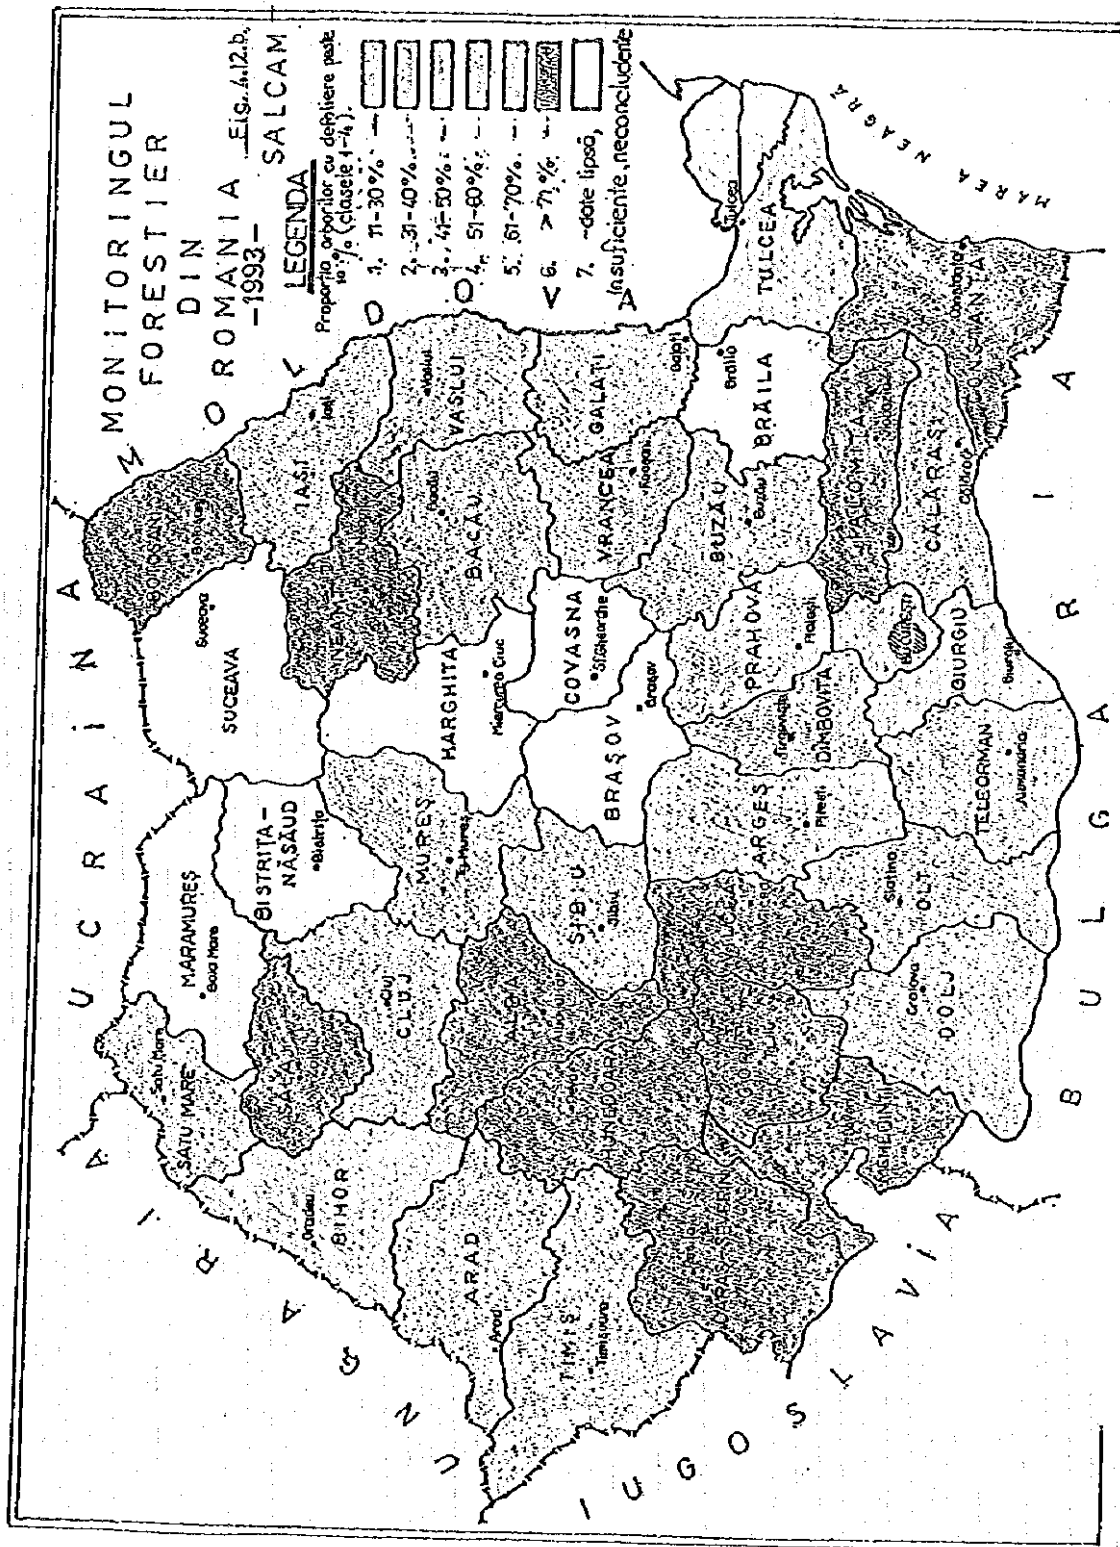 MONITORINGUL
FORESTIER
DIN
ROMÂNIA
-1993-
Fig. 4.12.b.
SALCAM
LEGENDA
Proporția arborilor cu defoliere peste
10% (clasele 1-4).
1. 11-30%
2. 31-40%
3. 41-50%
4. 51-60%
5. 61-70%
6.
7. -date lipsă,
insuficiente, neconcludente
UCRAINA
MOLDOVA
UNGARIA
IUGOSLAVIA
BULGARIA
MAREA NEAGRĂ
MARAMUREȘ
Baia Mare
SATU MARE
Satu Mare
SUCEAVA
Suceava
BOTOȘANI
BISTRIȚA-
NĂSĂUD
Bistrița
SĂLAJ
IAȘI
Iași
NEAMȚ
BIHOR
Oradea
CLUJ
Cluj
MUREȘ
Tg. Mureș
HARGHITA
Miercurea Ciuc
BACĂU
Bacău
VASLUI
Vaslui
ARAD
Arad
ALBA
SIBIU
Sibiu
BRAȘOV
Brașov
COVASNA
Sf. Gheorghe
VRANCEA
Focșani
GALAȚI
Galați
TIMIȘ
Timișoara
HUNEDOARA
CARAȘ-SEVERIN
GORJ
VÎLCEA
ARGEȘ
Pitești
DÎMBOVIȚA
Tîrgoviște
PRAHOVA
Ploiești
BUZĂU
Buzău
BRĂILA
Brăila
TULCEA
Tulcea
MEHEDINȚI
DOLJ
Craiova
OLT
Slatina
TELEORMAN
Alexandria
GIURGIU
Giurgiu
BUCUREȘTI
IALOMIȚA
CĂLĂRAȘI
Călărași
CONSTANȚA
Constanța